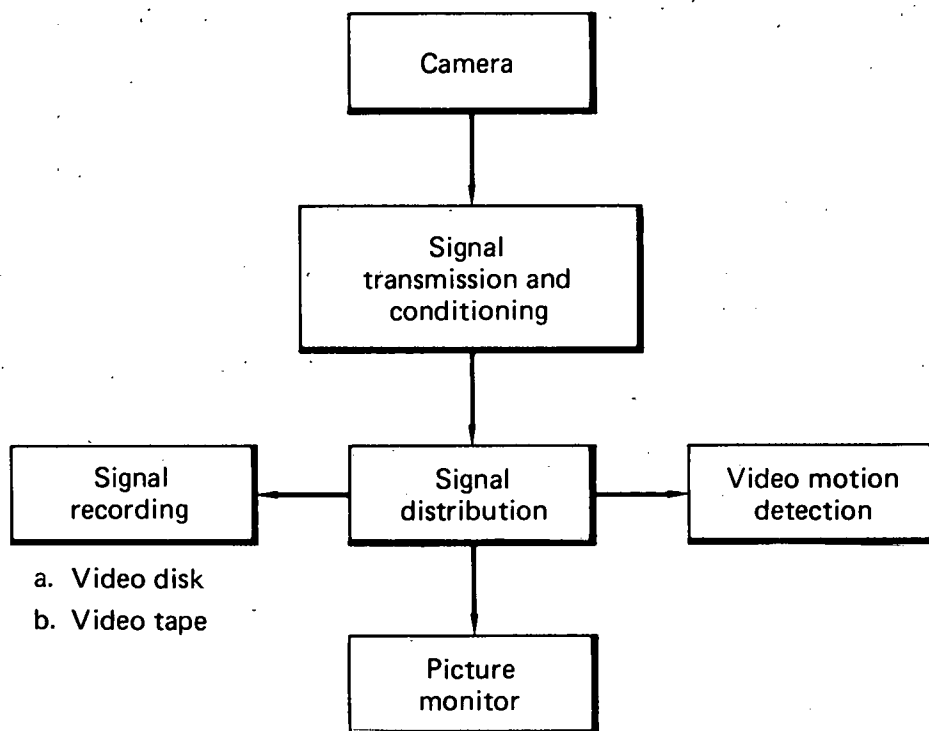 Camera
Signal
transmission and
conditioning
Signal
recording
Signal
distribution
Video motion
detection
a. Video disk
b. Video tape
Picture
monitor